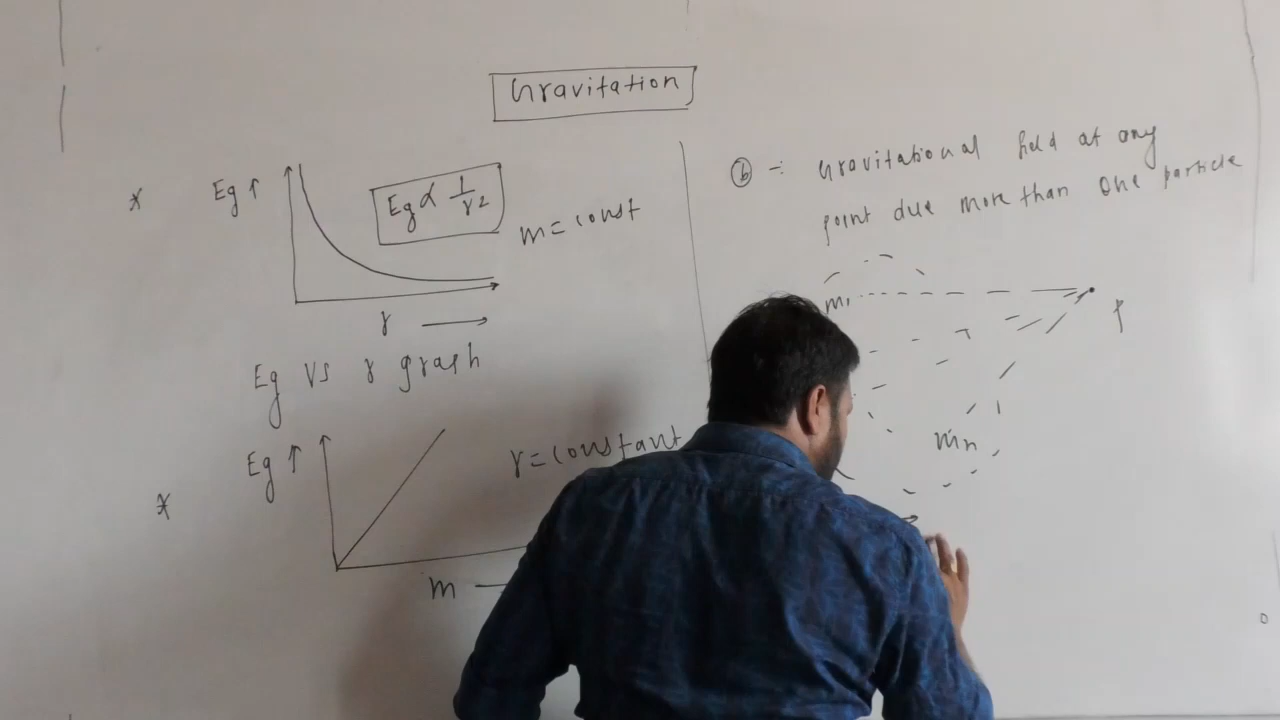 Gravitation
* Eg ↑
Eg ∝ 1/r2
m = const
r →
Eg vs r graph
* Eg ↑
r = constant
m
(b) ÷ Gravitational field at any
point due more than one particle
m1
P
mn